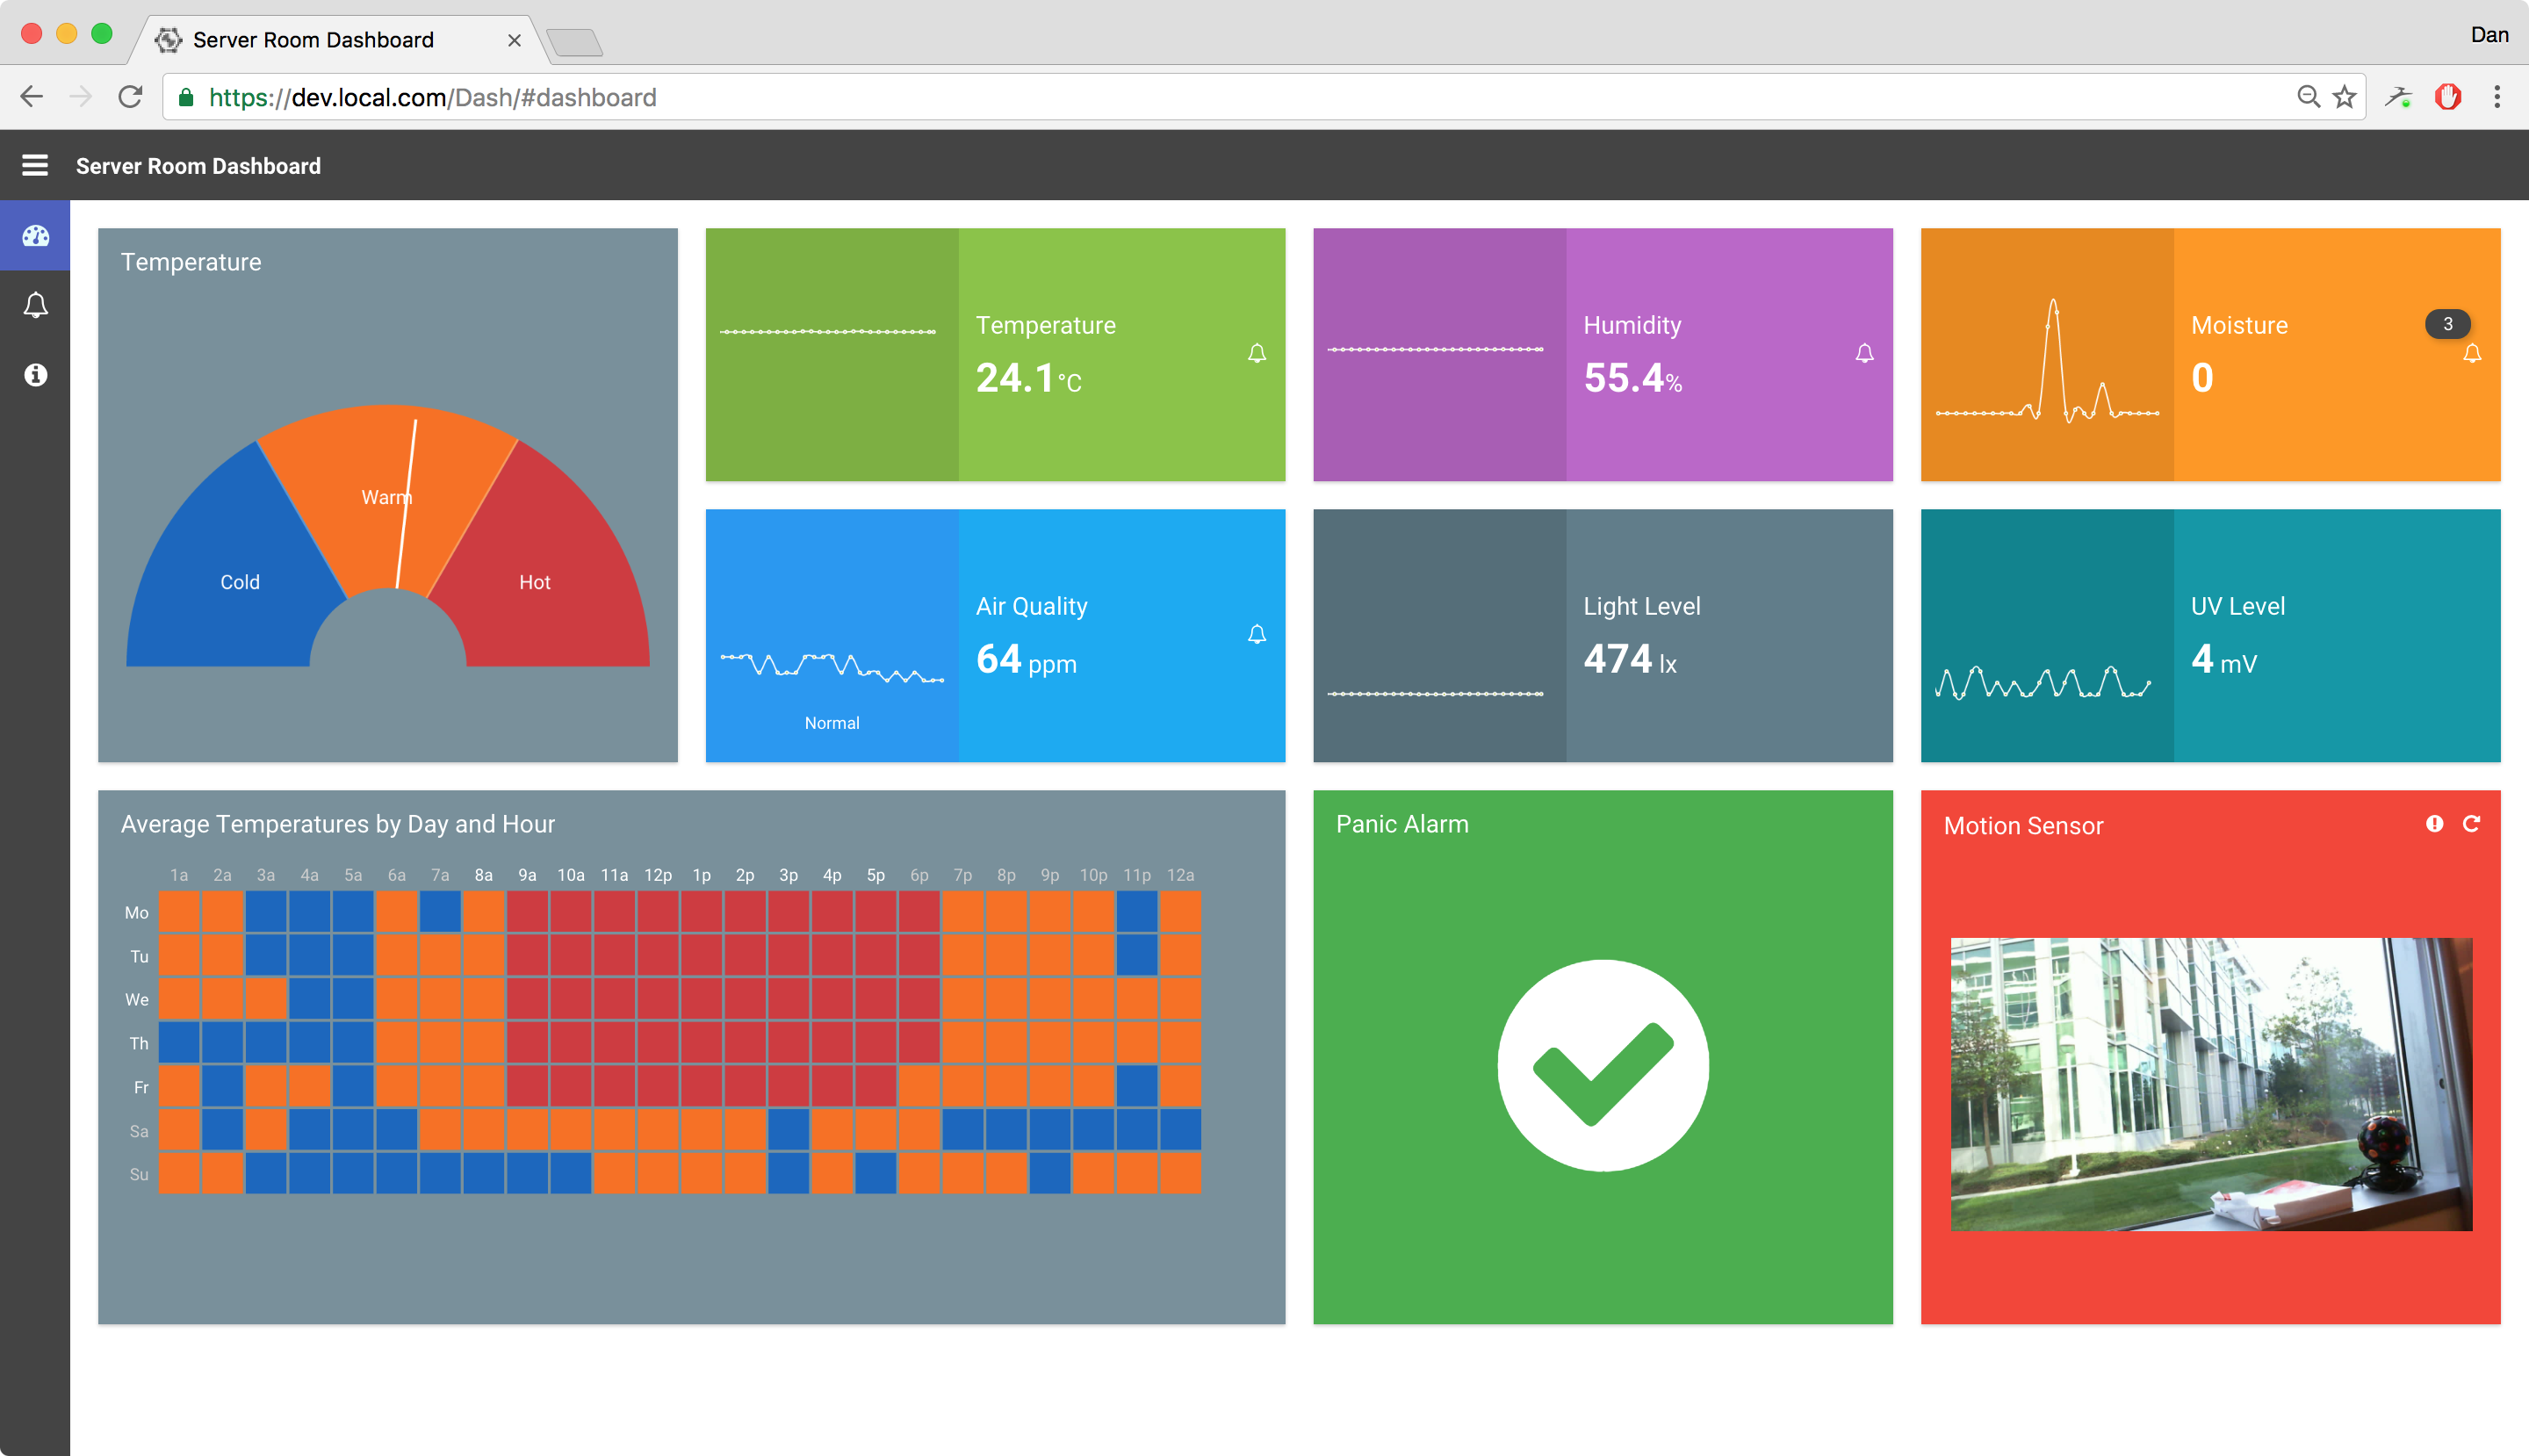 Server Room Dashboard
Dan
https://dev.local.com/Dash/#dashboard
Server Room Dashboard
Temperature
Cold
Warm
Hot
Temperature
24.1°C
Humidity
55.4%
Moisture
3
0
Air Quality
64 ppm
Normal
Light Level
474 lx
UV Level
4 mV
Average Temperatures by Day and Hour
1a 2a 3a 4a 5a 6a 7a 8a 9a 10a 11a 12p 1p 2p 3p 4p 5p 6p 7p 8p 9p 10p 11p 12a
Mo
Tu
We
Th
Fr
Sa
Su
Panic Alarm
Motion Sensor